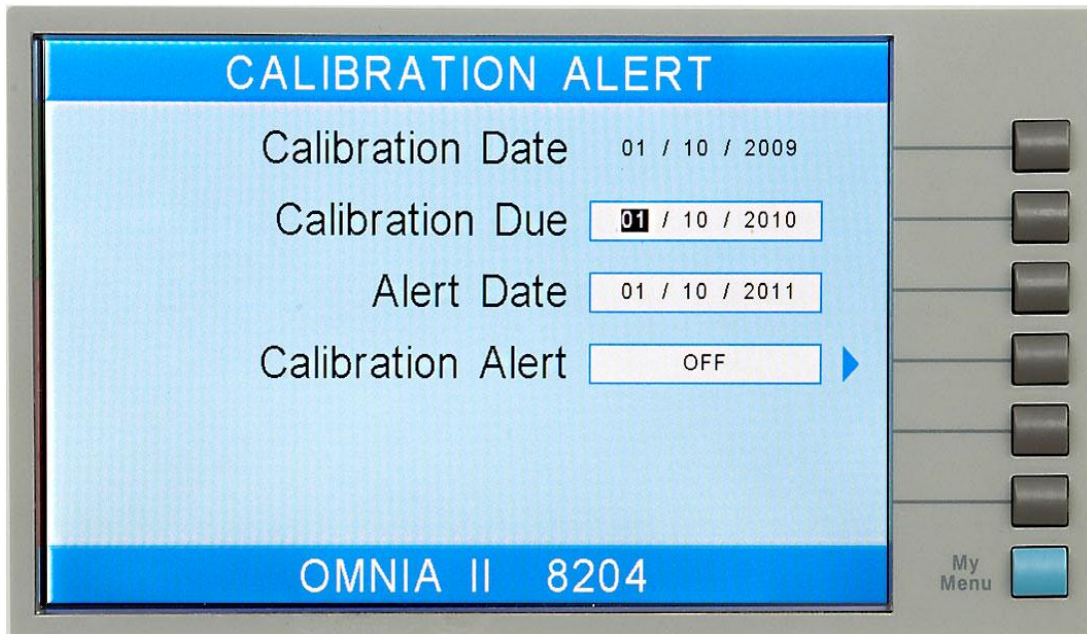 CALIBRATION ALERT
Calibration Date 01 / 10 / 2009
Calibration Due 01 / 10 / 2010
Alert Date 01 / 10 / 2011
Calibration Alert OFF
OMNIA II 8204
My
Menu